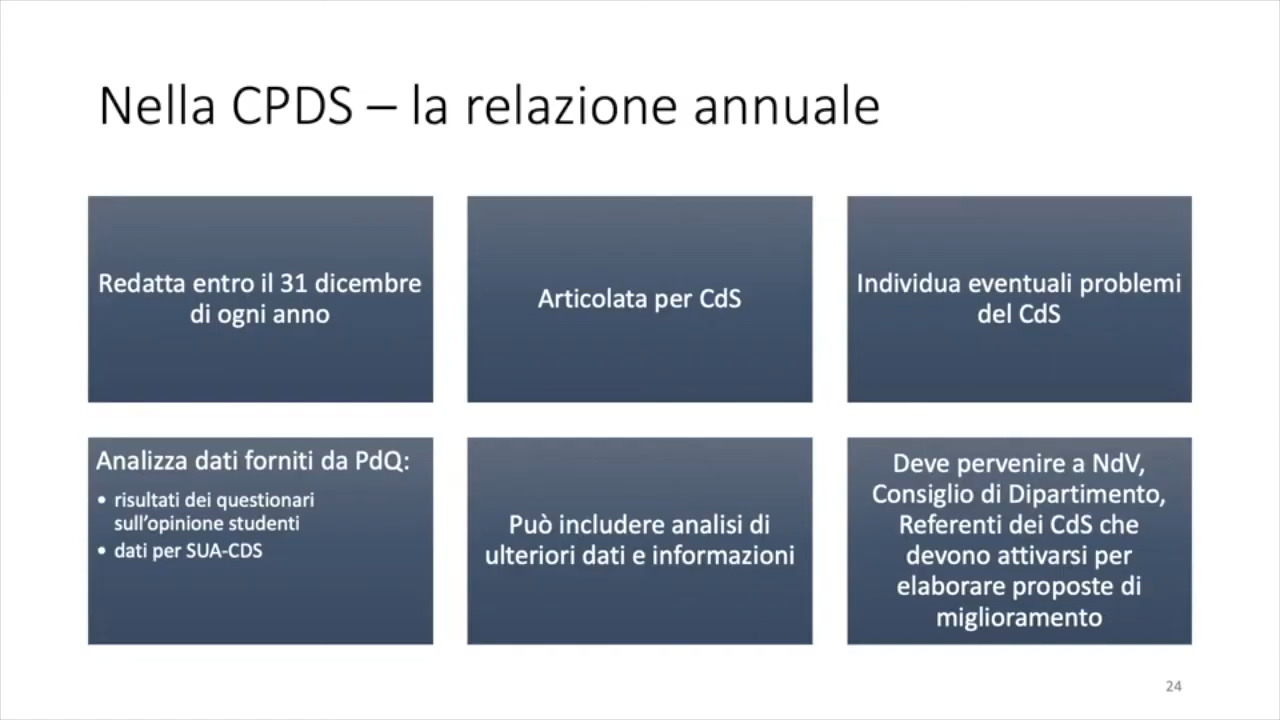 Nella CPDS – la relazione annuale
Redatta entro il 31 dicembre
di ogni anno
Articolata per CdS
Individua eventuali problemi
del CdS
Analizza dati forniti da PdQ:
• risultati dei questionari
sull'opinione studenti
• dati per SUA-CDS
Può includere analisi di
ulteriori dati e informazioni
Deve pervenire a NdV,
Consiglio di Dipartimento,
Referenti dei CdS che
devono attivarsi per
elaborare proposte di
miglioramento
24